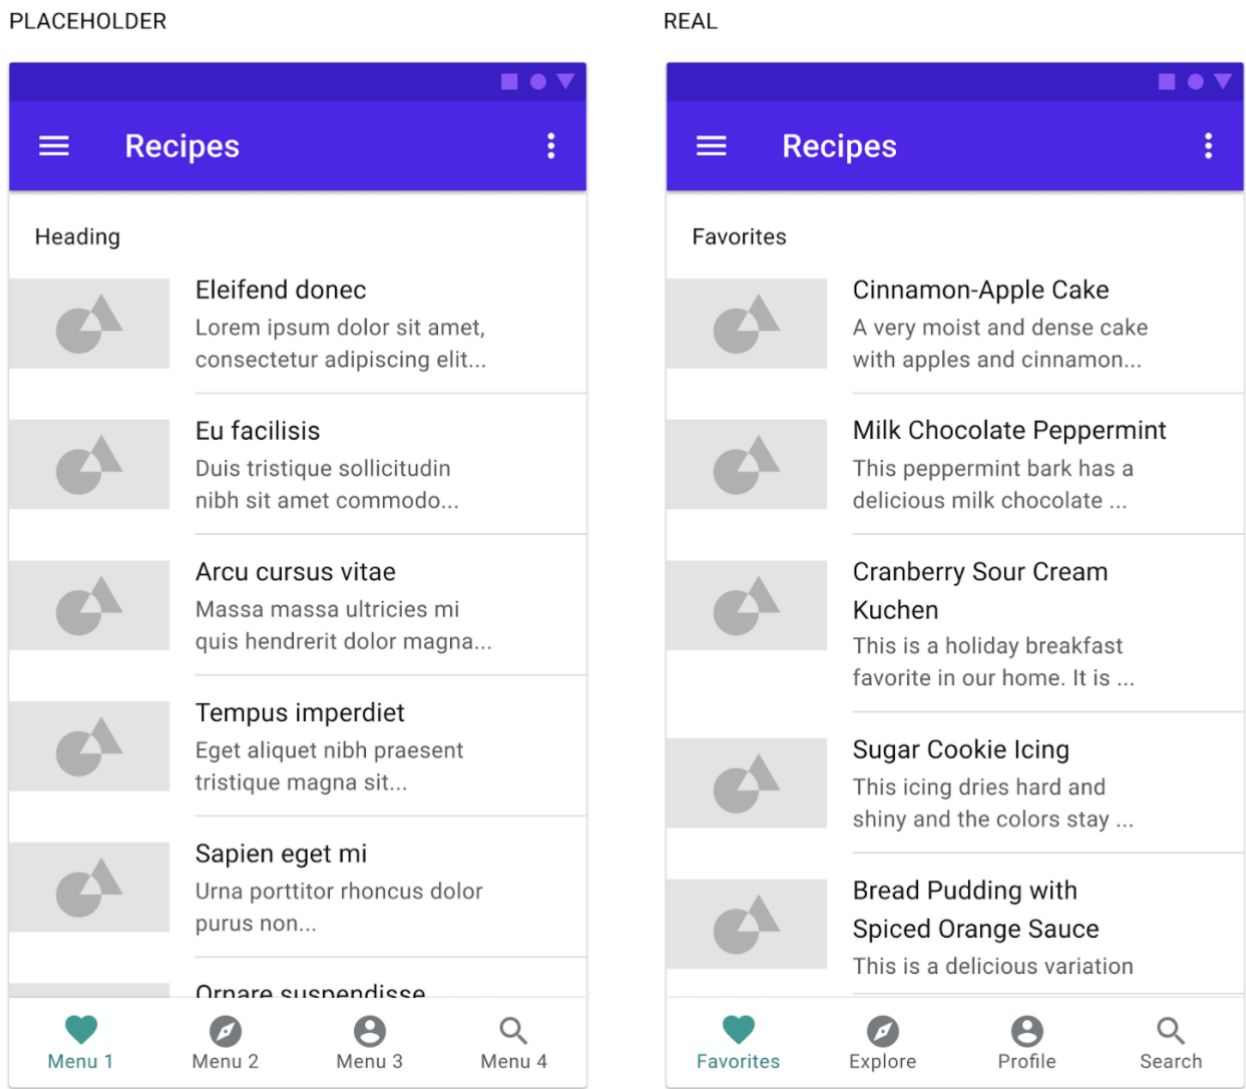 PLACEHOLDER
Recipes
Heading
Eleifend donec
Lorem ipsum dolor sit amet,
consectetur adipiscing elit...
Eu facilisis
Duis tristique sollicitudin
nibh sit amet commodo...
Arcu cursus vitae
Massa massa ultricies mi
quis hendrerit dolor magna...
Tempus imperdiet
Eget aliquet nibh praesent
tristique magna sit...
Sapien eget mi
Urna porttitor rhoncus dolor
purus non...
Ornare suspendisse
Menu 1 Menu 2 Menu 3 Menu 4
REAL
Recipes
Favorites
Cinnamon-Apple Cake
A very moist and dense cake
with apples and cinnamon...
Milk Chocolate Peppermint
This peppermint bark has a
delicious milk chocolate ...
Cranberry Sour Cream
Kuchen
This is a holiday breakfast
favorite in our home. It is ...
Sugar Cookie Icing
This icing dries hard and
shiny and the colors stay ...
Bread Pudding with
Spiced Orange Sauce
This is a delicious variation
Favorites Explore Profile Search